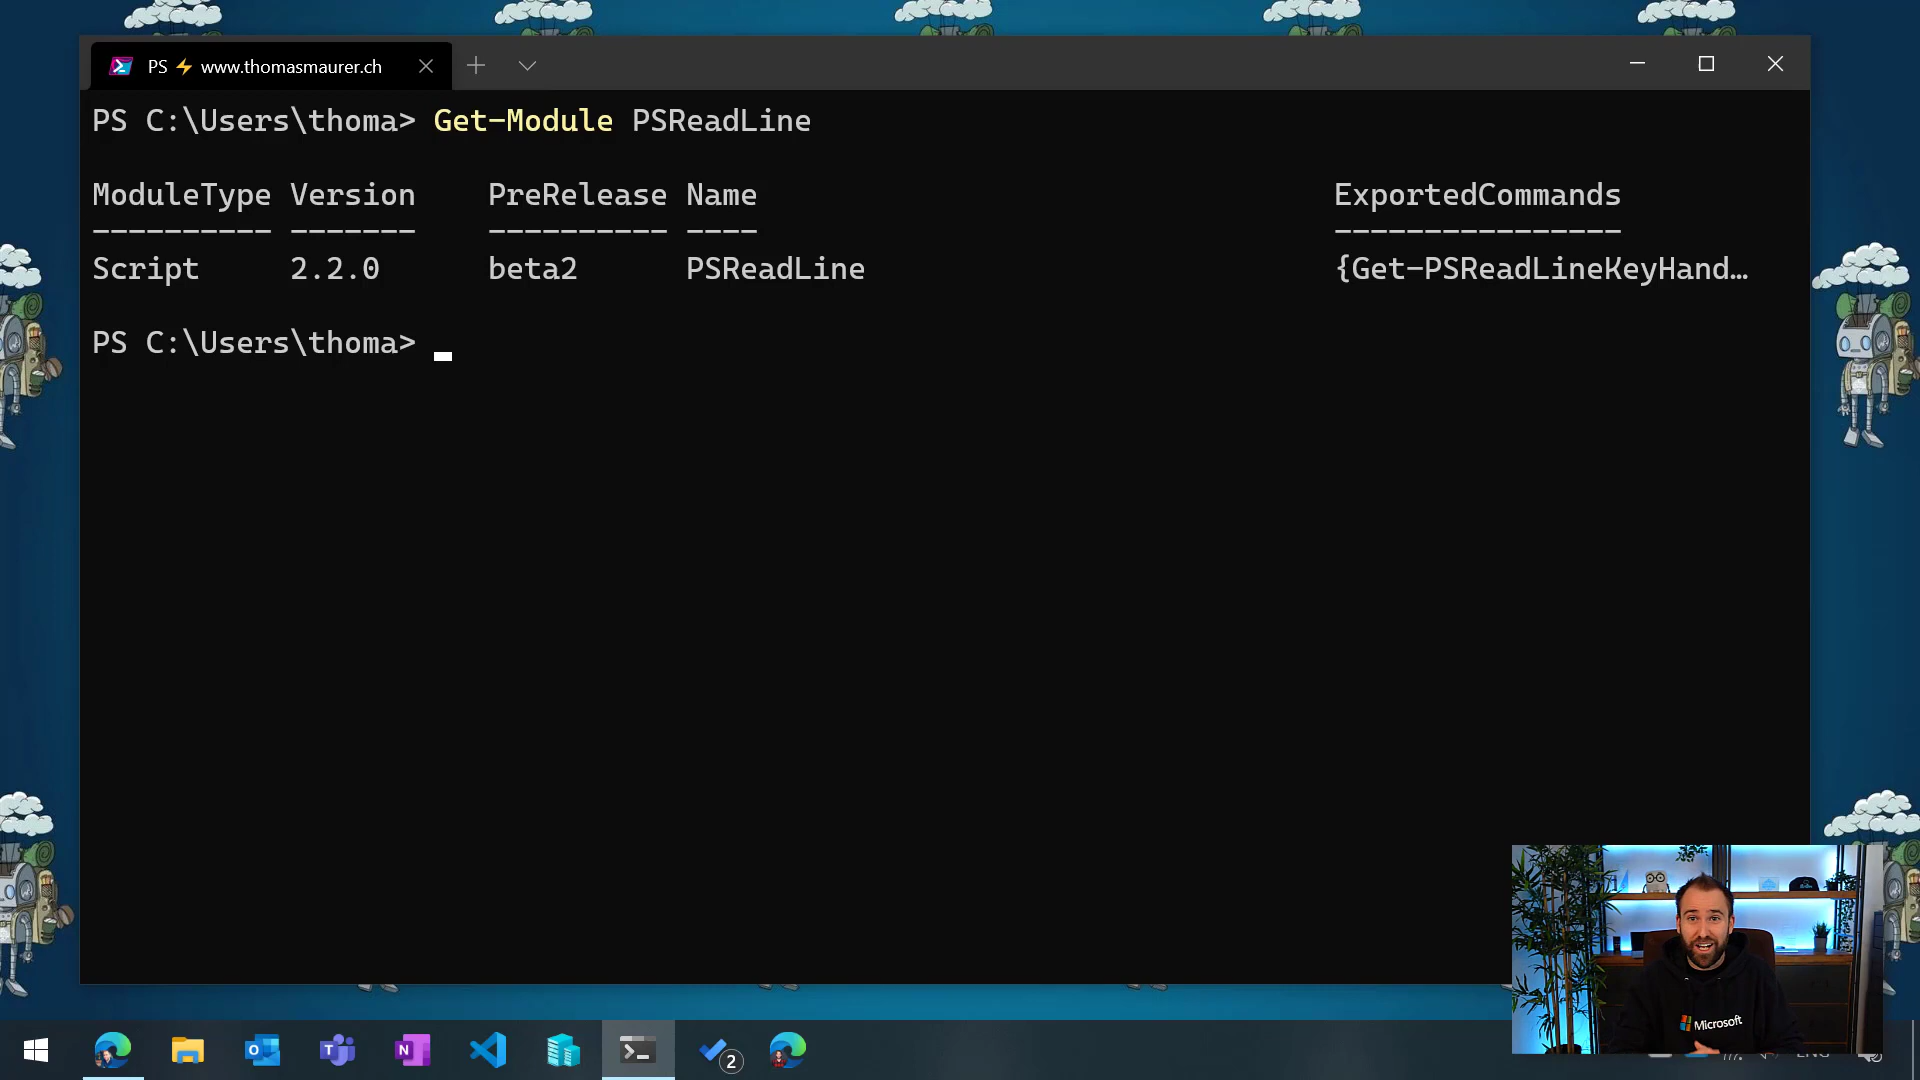 PS ⚡ www.thomasmaurer.ch
PS C:\Users\thoma> Get-Module PSReadLine
ModuleType Version    PreRelease Name                                ExportedCommands
---------- -------    ---------- ----                                ----------------
Script     2.2.0      beta2      PSReadLine                          {Get-PSReadLineKeyHand…
PS C:\Users\thoma>
Microsoft
2
ENG